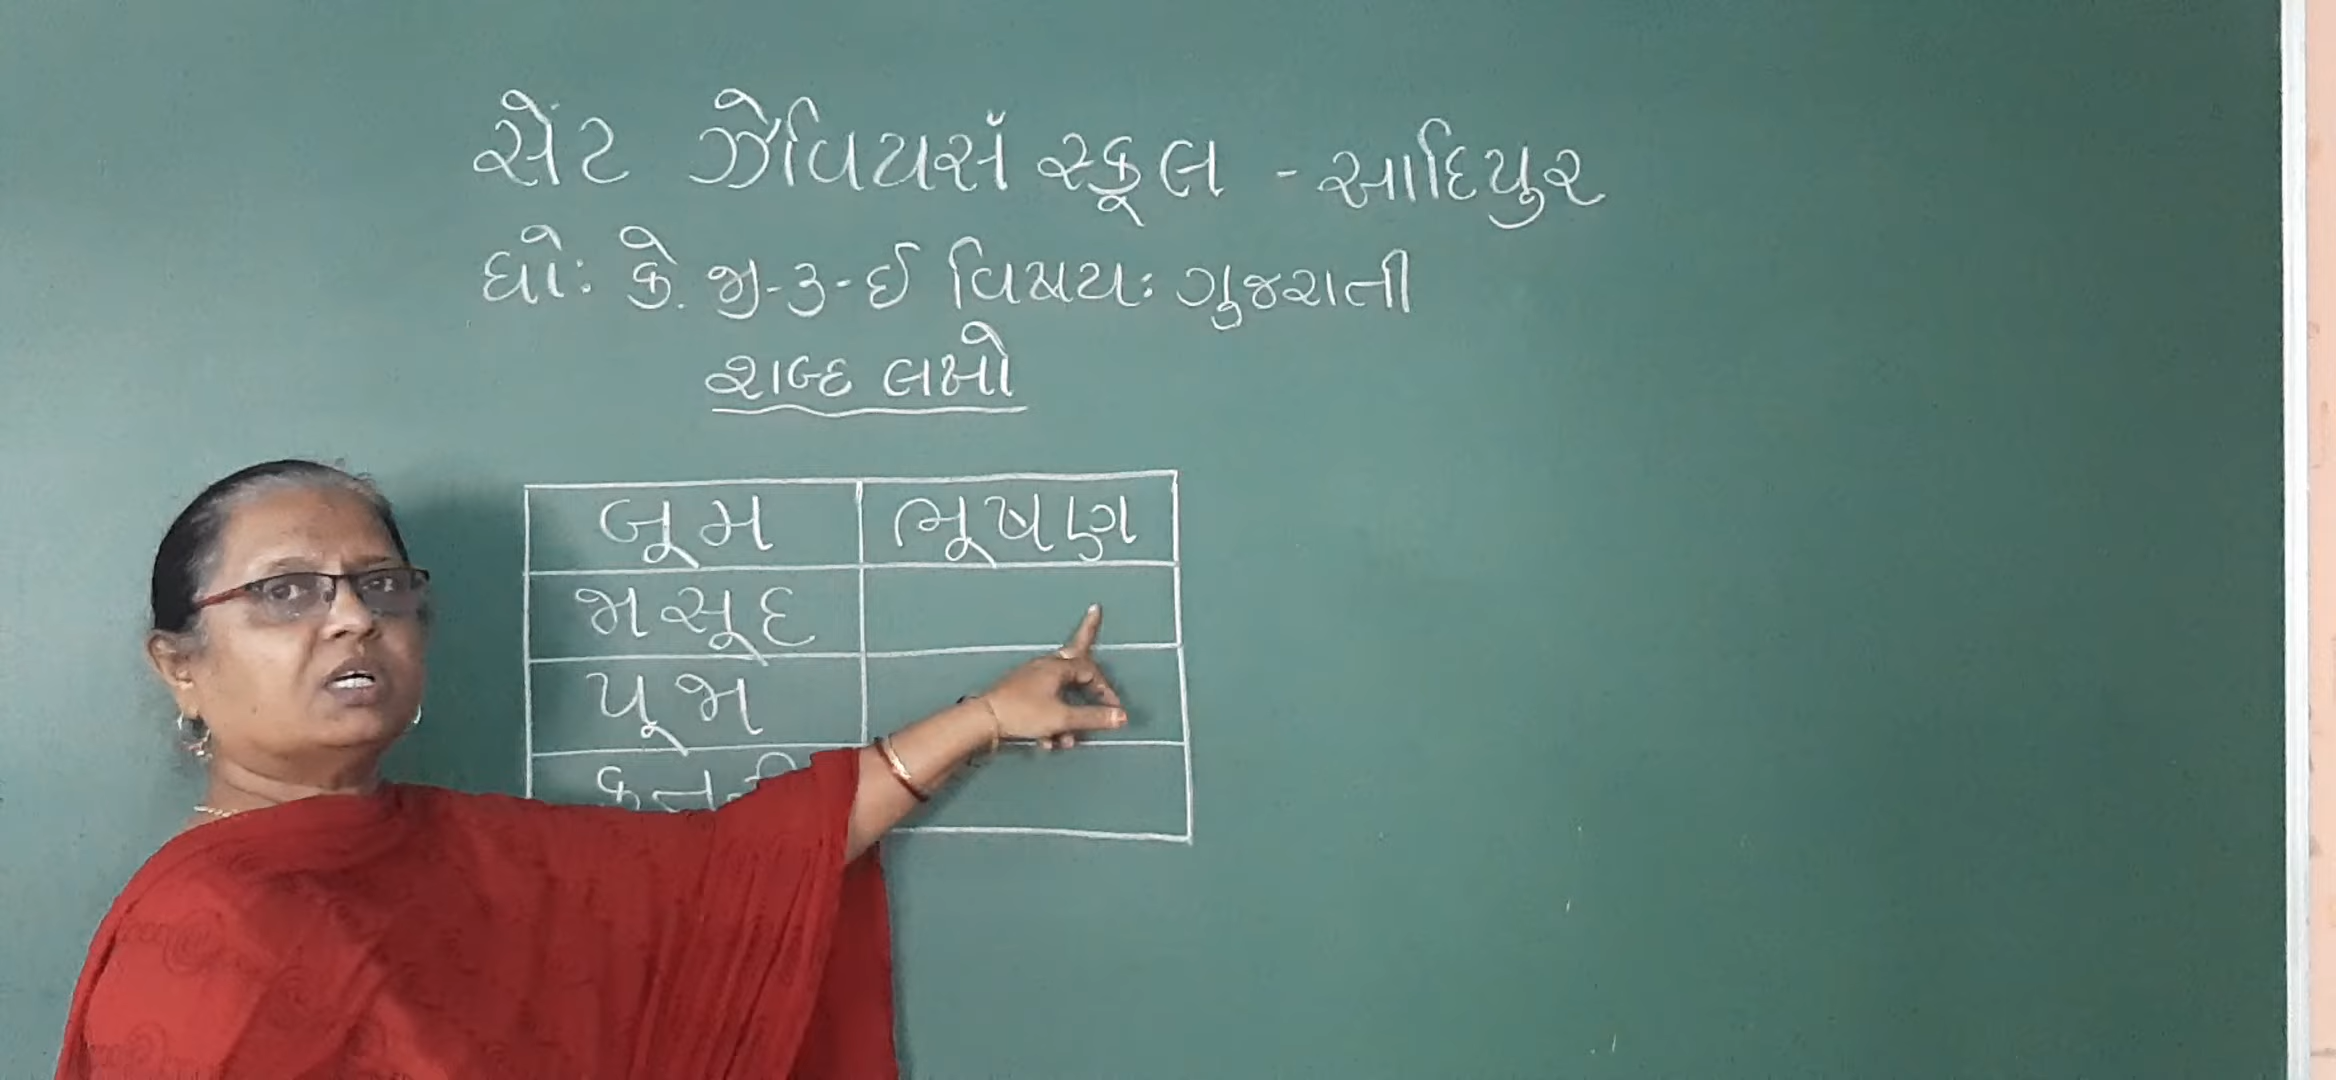 સેંટ ઝેવિયર્સ સ્કૂલ - આદિપુર
ધો: કે. જી-૩-ઈ વિષય: ગુજરાતી
શબ્દ લખો
બૂમ ભૂષણ
મસૂદ
પૂજા